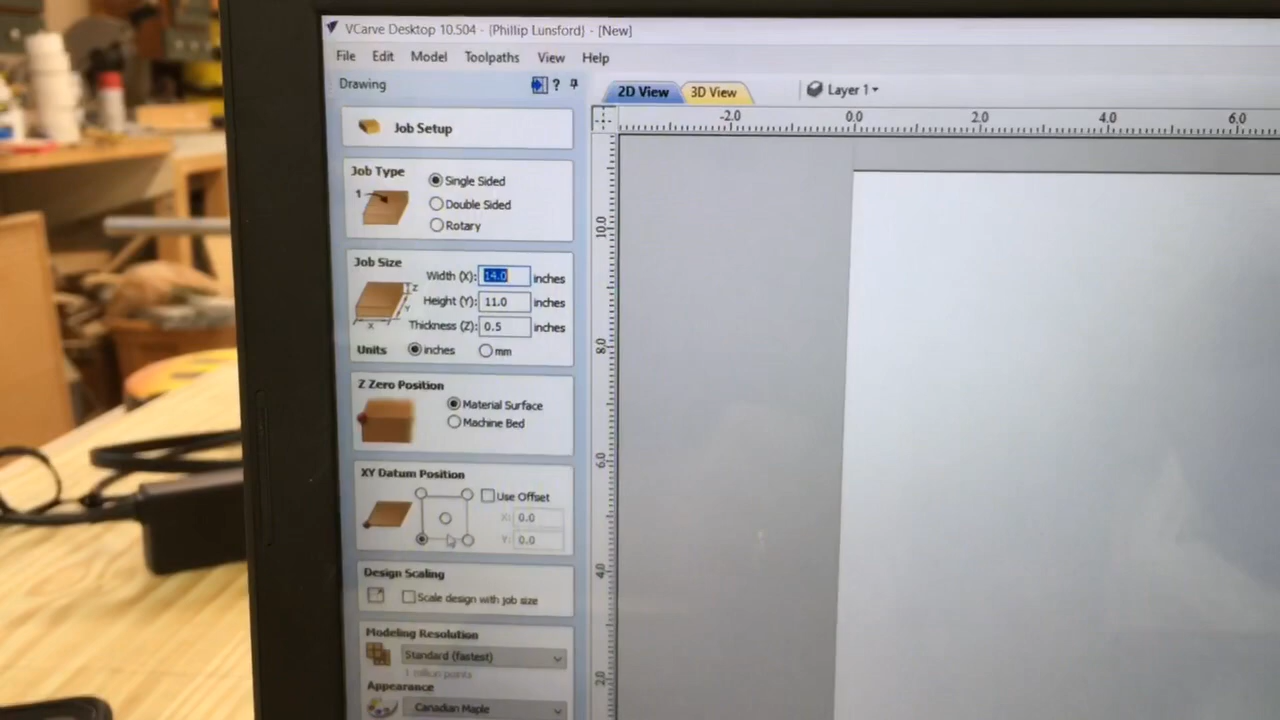 VCarve Desktop 10.504 - {Phillip Lunsford} - [New]
File Edit Model Toolpaths View Help
Drawing ?
2D View 3D View Layer 1
Job Setup
-2.0 0.0 2.0 4.0 6.0
Job Type
1
Single Sided
Double Sided
Rotary
10.0
Job Size
Width (X): 14.0 inches
Z
Height (Y): 11.0 inches
Y
X
Thickness (Z): 0.5 inches
Units inches mm
8.0
Z Zero Position
Material Surface
Machine Bed
6.0
XY Datum Position
Use Offset
X: 0.0
Y: 0.0
4.0
Design Scaling
Scale design with job size
Modeling Resolution
Standard (fastest)
1 million points
2.0
Appearance
Canadian Maple